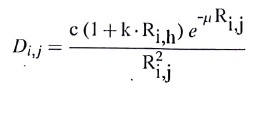 D_{i,j} = \frac{c (1 + k \cdot R_{i,h}) e^{-\mu R_{i,j}}}{R_{i,j}^{2}}